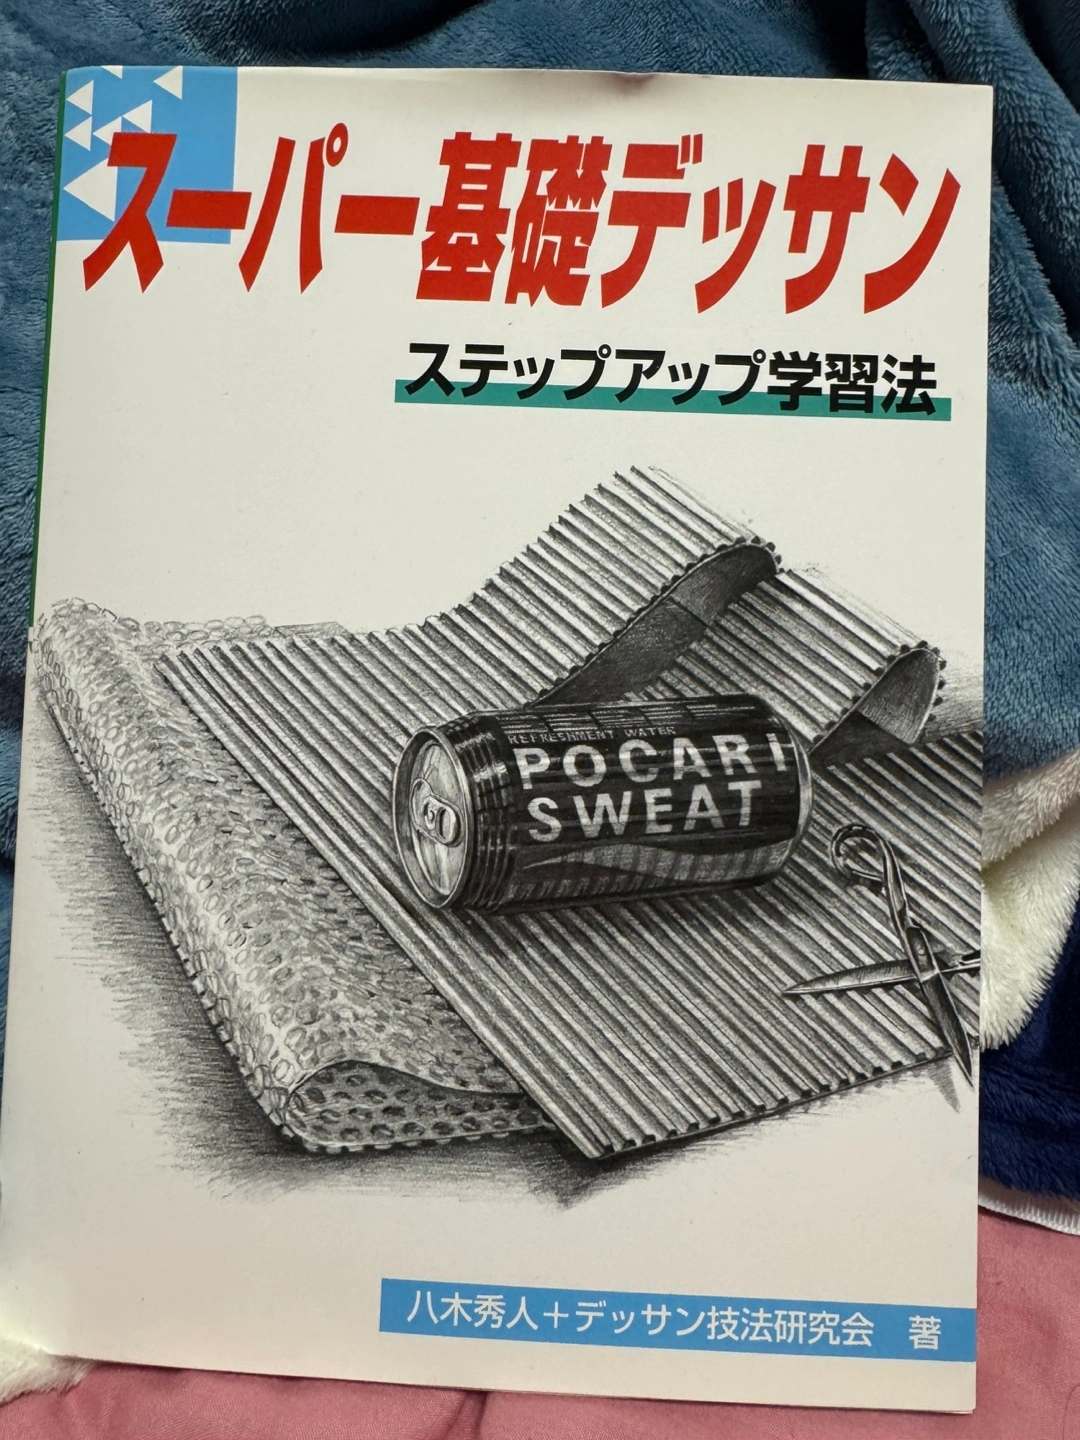 スーパー基礎デッサン
ステップアップ学習法
REFRESHMENT WATER
POCARI
SWEAT
八木秀人+デッサン技法研究会 著